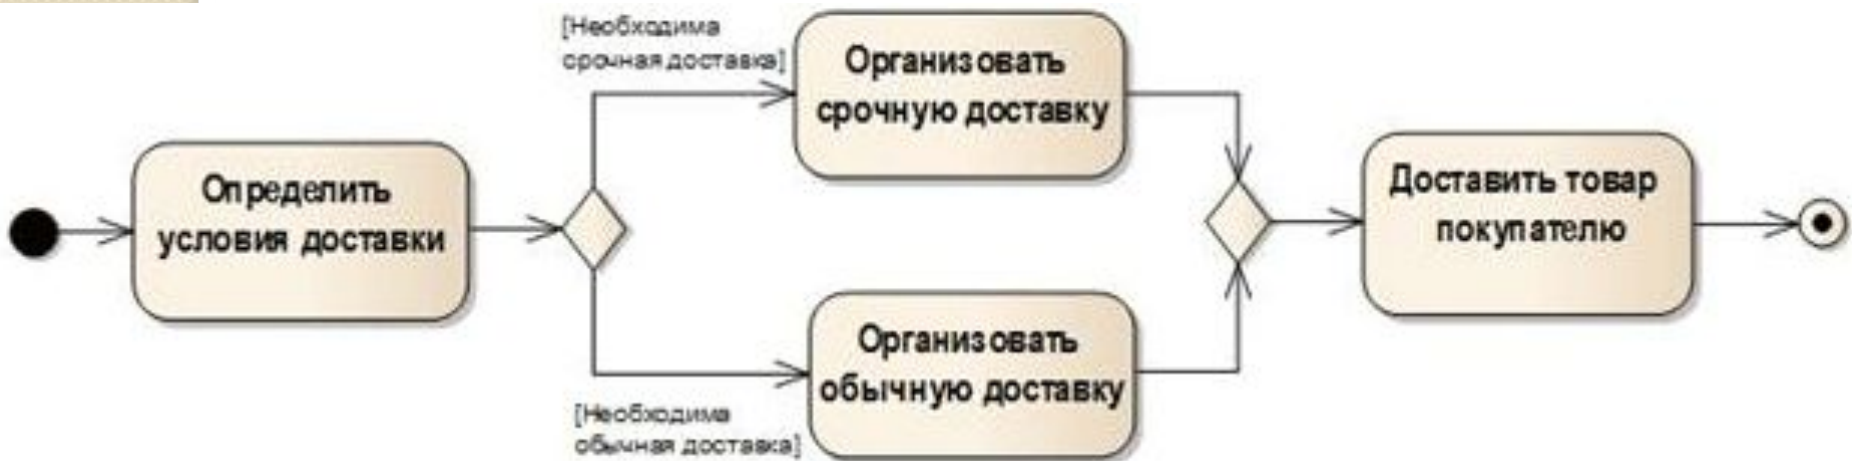 [Необходима
срочная доставка]
Организовать
срочную доставку
Определить
условия доставки
Доставить товар
покупателю
Организовать
обычную доставку
[Необходима
обычная доставка]